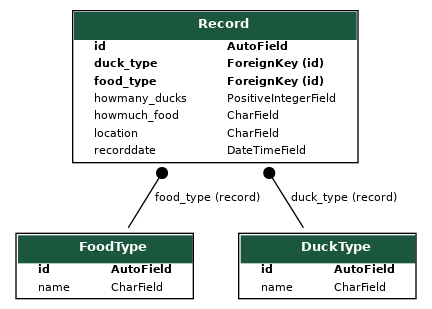 Record
id AutoField
duck_type ForeignKey (id)
food_type ForeignKey (id)
howmany_ducks PositiveIntegerField
howmuch_food CharField
location CharField
recorddate DateTimeField
food_type (record) duck_type (record)
FoodType
id AutoField
name CharField
DuckType
id AutoField
name CharField